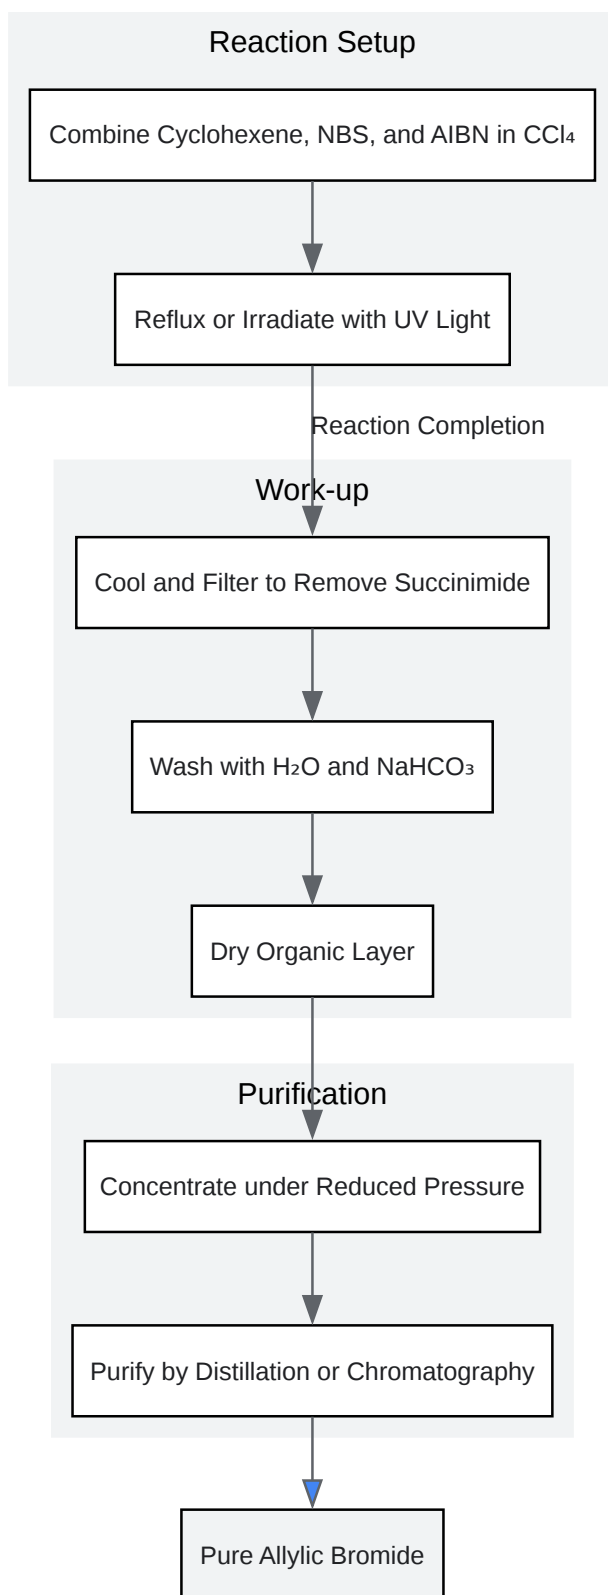 Reaction Setup
Combine Cyclohexene, NBS, and AIBN in CCl₄
Reflux or Irradiate with UV Light
Reaction Completion
Work-up
Cool and Filter to Remove Succinimide
Wash with H₂O and NaHCO₃
Dry Organic Layer
Purification
Concentrate under Reduced Pressure
Purify by Distillation or Chromatography
Pure Allylic Bromide